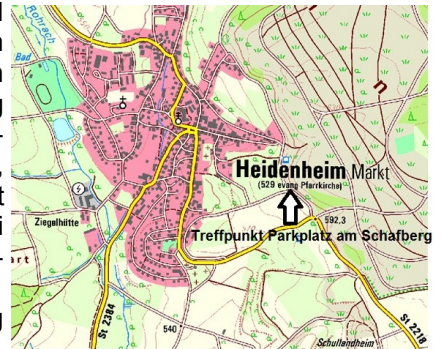 Rohrach
Bad
n
Heidenheim Markt
(529 evang Pfarrkirche)
Ziegelhütte
592,3
Treffpunkt Parkplatz am Schafberg
art
St 2384
540
St 2218
Schullandheim